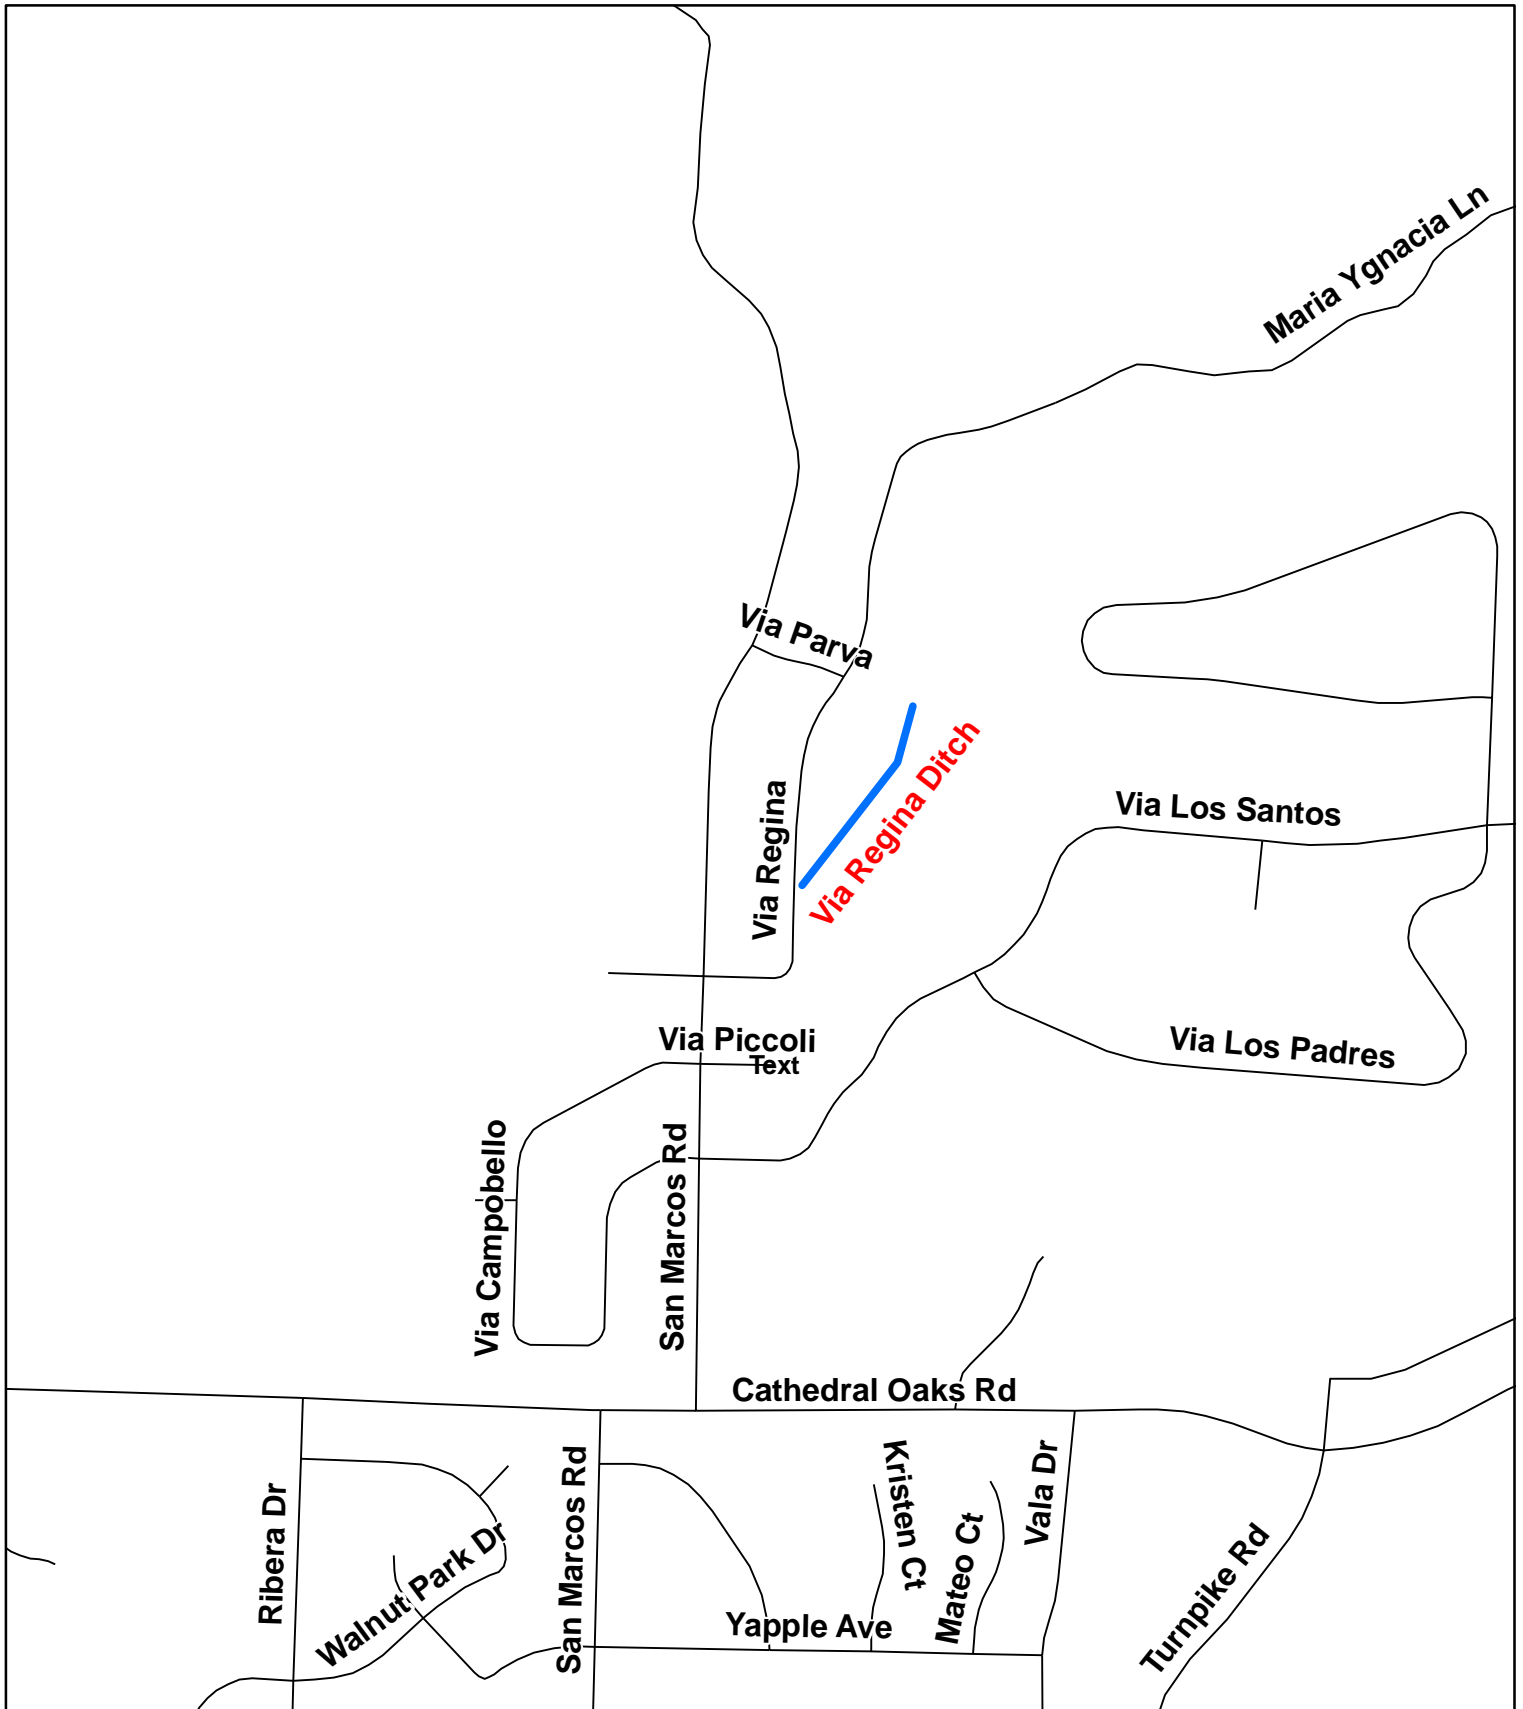 Maria Ygnacia Ln
Via Parva
Via Regina Ditch
Via Regina
Via Los Santos
Via Piccoli
Text
Via Los Padres
Via Campobello
San Marcos Rd
Cathedral Oaks Rd
Ribera Dr
Walnut Park Dr
San Marcos Rd
Kristen Ct
Mateo Ct
Vala Dr
Yapple Ave
Turnpike Rd